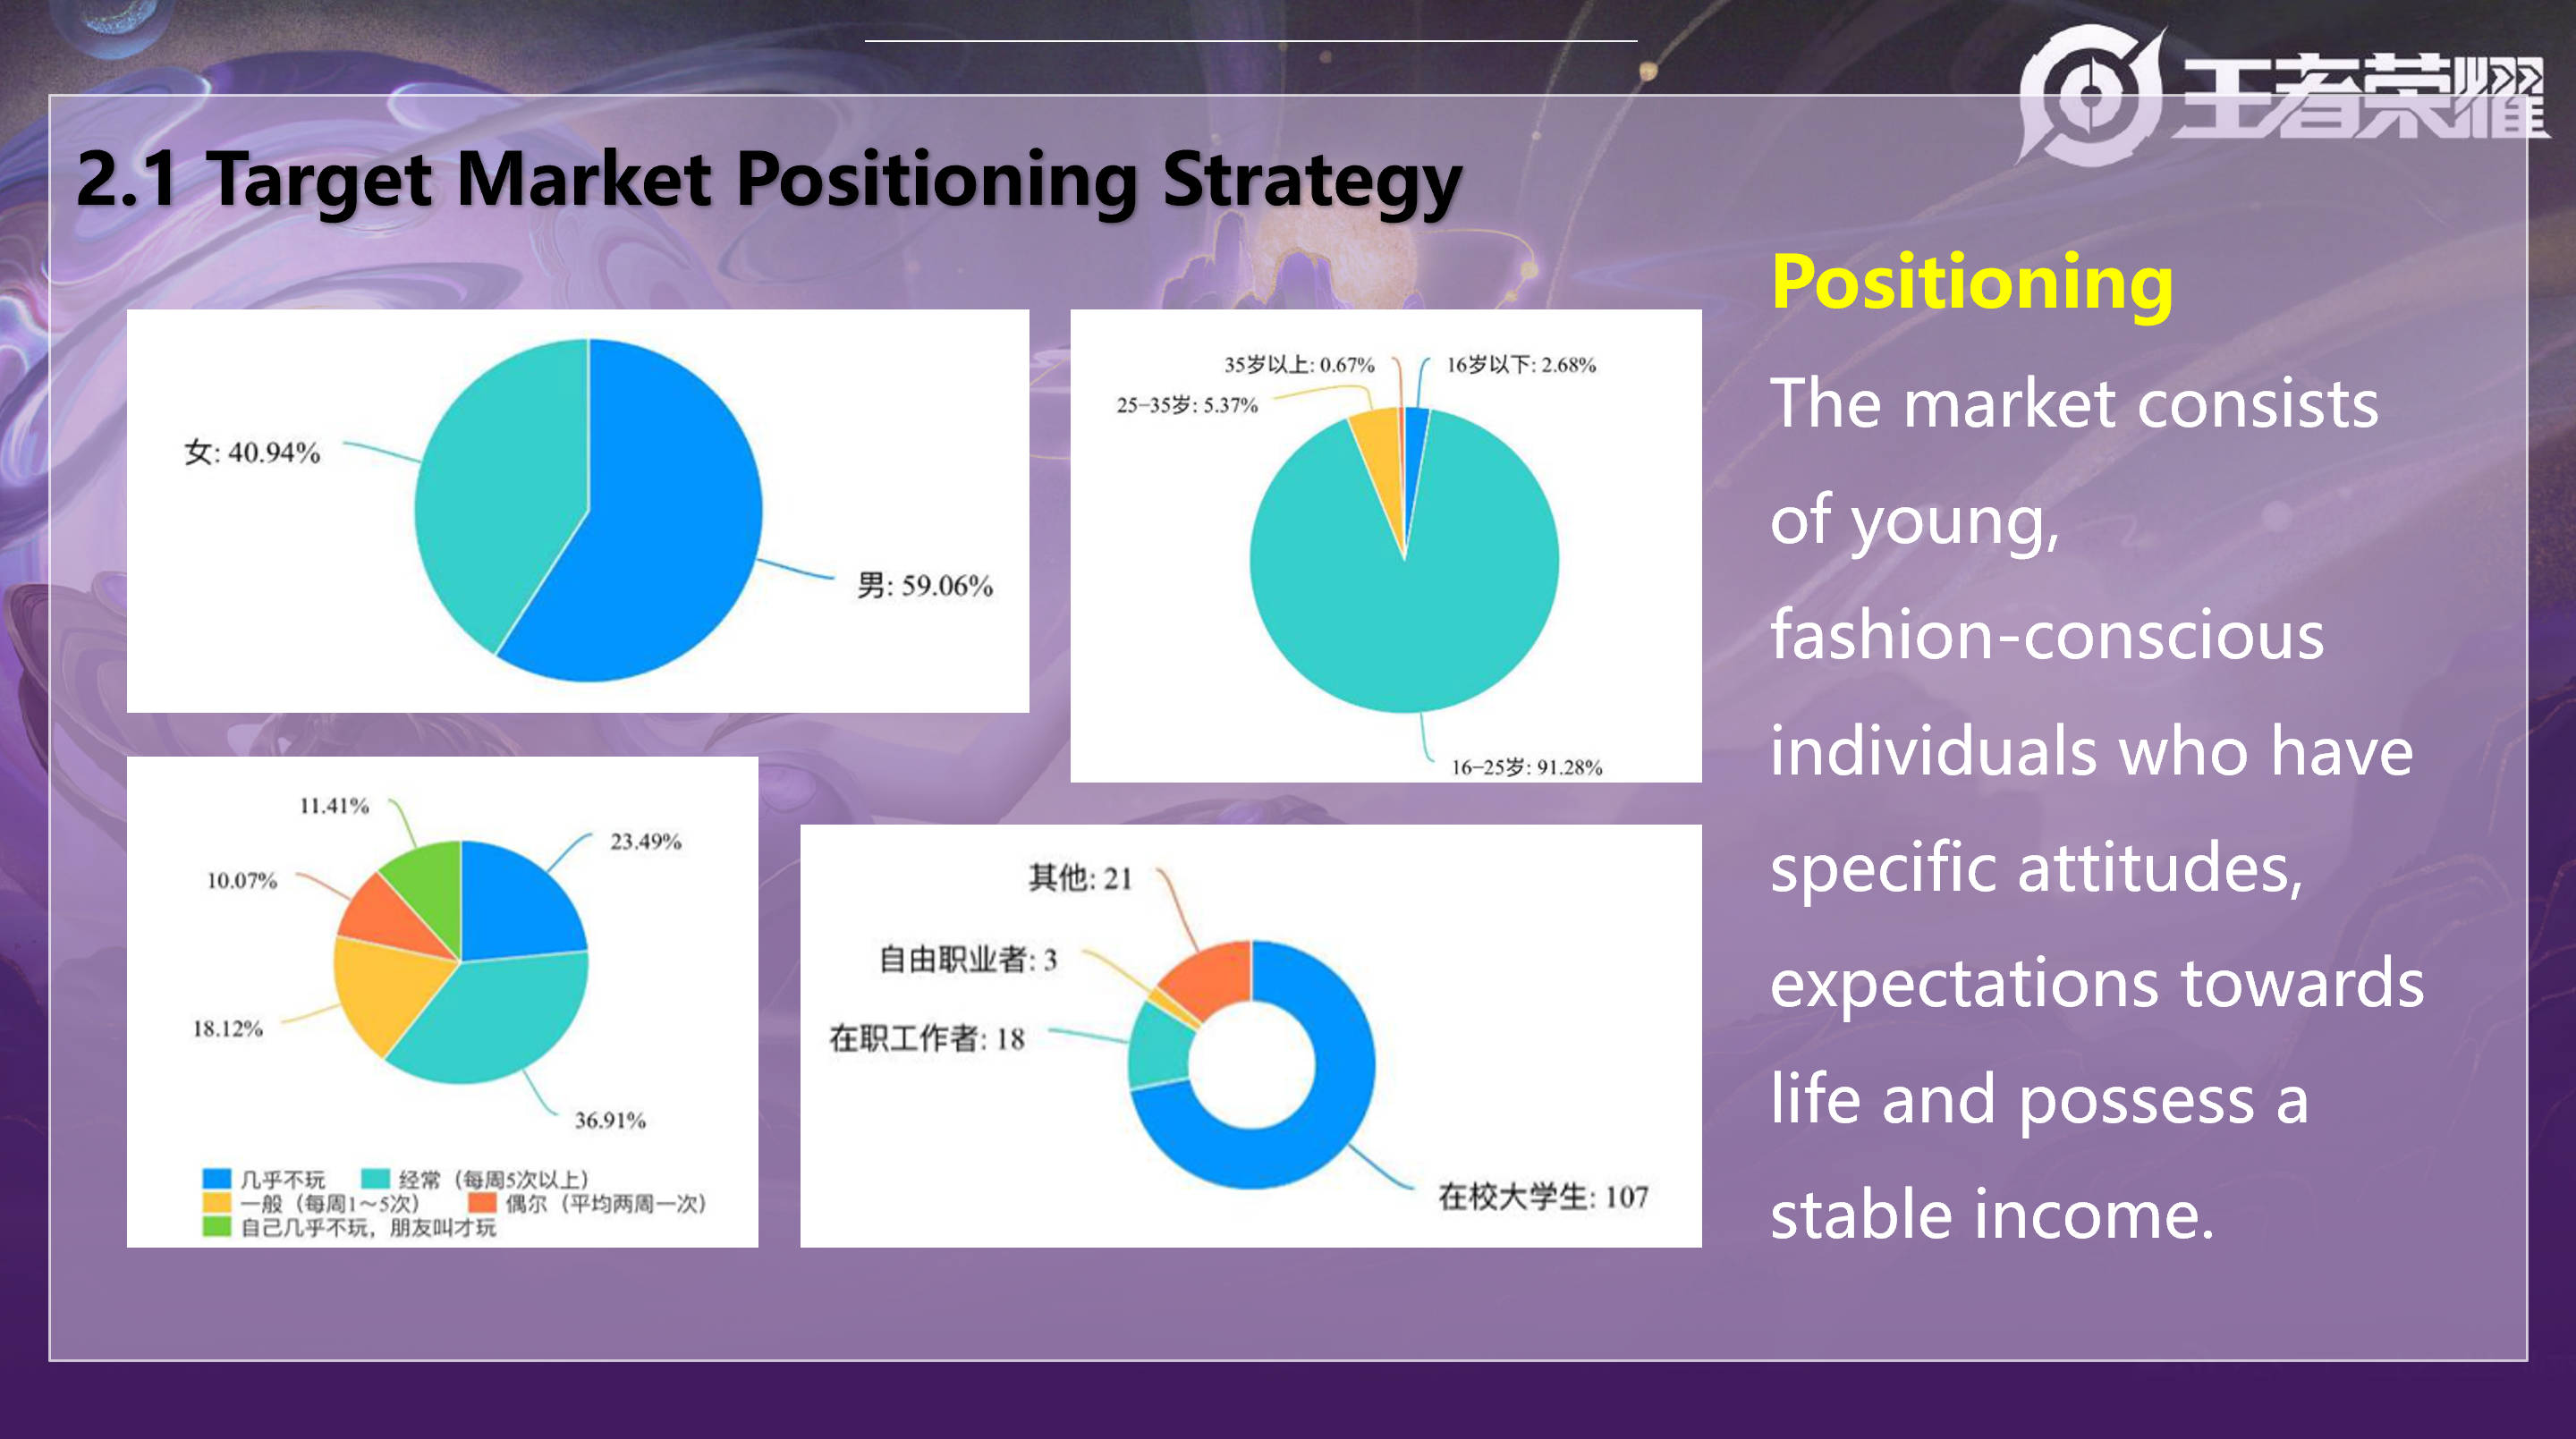 王者荣耀
2.1 Target Market Positioning Strategy
女: 40.94%
男: 59.06%
35岁以上: 0.67%
16岁以下: 2.68%
25−35岁: 5.37%
16−25岁: 91.28%
11.41%
23.49%
10.07%
18.12%
36.91%
几乎不玩 经常（每周5次以上）
一般（每周1～5次） 偶尔（平均两周一次）
自己几乎不玩，朋友叫才玩
其他: 21
自由职业者: 3
在职工作者: 18
在校大学生: 107
Positioning
The market consists
of young,
fashion-conscious
individuals who have
specific attitudes,
expectations towards
life and possess a
stable income.